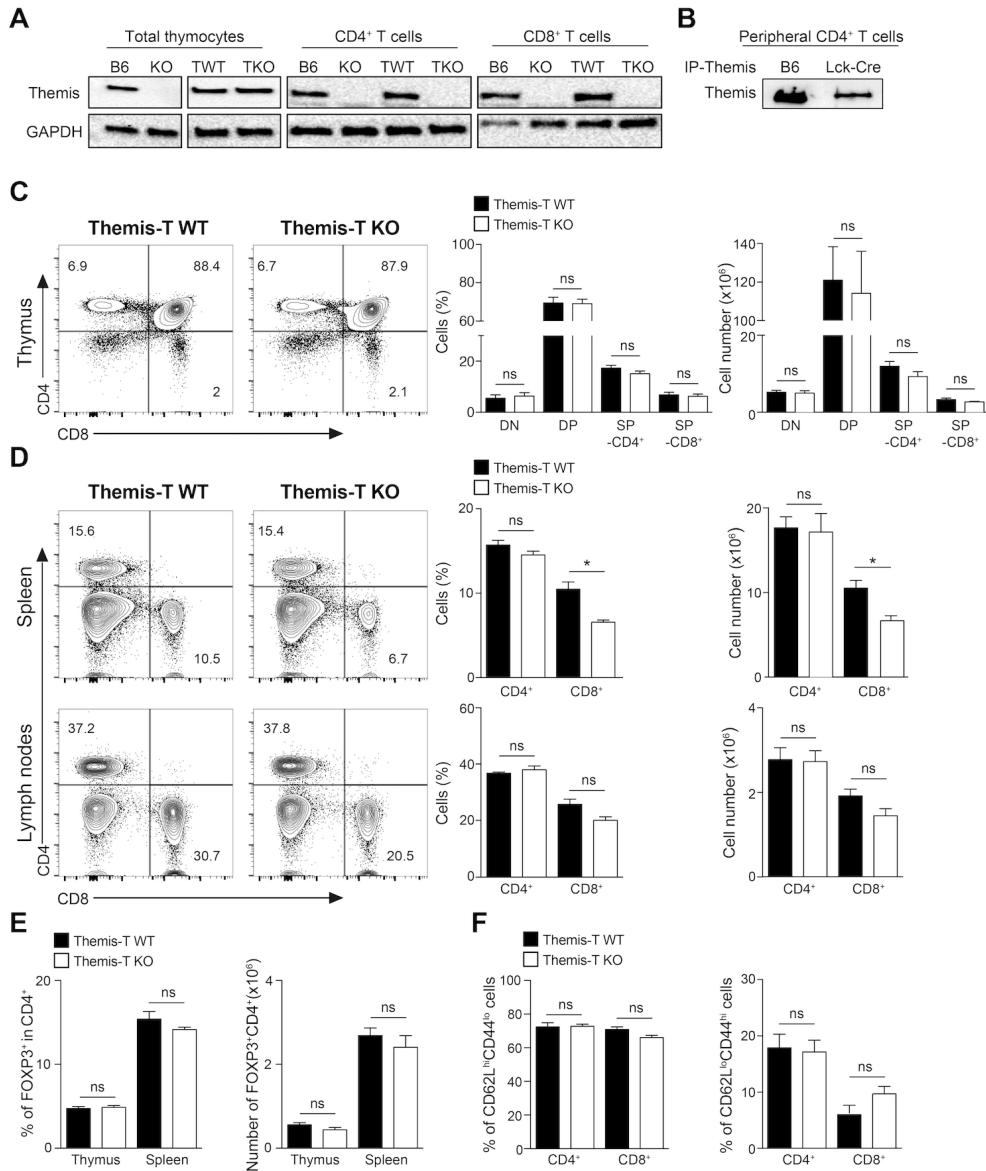 A
Total thymocytes
CD4⁺ T cells
CD8⁺ T cells
B6 KO TWT TKO B6 KO TWT TKO B6 KO TWT TKO
Themis
GAPDH
B
Peripheral CD4⁺ T cells
IP-Themis B6 Lck-Cre
Themis
C
Themis-T WT
Themis-T KO
6.9 88.4
2
6.7 87.9
2.1
Thymus
CD4
CD8
Themis-T WT
Themis-T KO
Cells (%)
100
80
60
20
10
0
ns ns ns ns
DN DP SP SP
-CD4⁺ -CD8⁺
Cell number (x10⁶)
140
120
100
20
10
0
ns ns ns ns
DN DP SP SP
-CD4⁺ -CD8⁺
D
Themis-T WT
Themis-T KO
15.6
10.5
15.4
6.7
Spleen
37.2
30.7
37.8
20.5
Lymph nodes
CD4
CD8
Themis-T WT
Themis-T KO
Cells (%)
20
10
0
ns *
CD4⁺ CD8⁺
Cell number (x10⁶)
20
10
0
ns *
CD4⁺ CD8⁺
Cells (%)
60
40
20
0
ns ns
CD4⁺ CD8⁺
Cell number (x10⁶)
4
2
0
ns ns
CD4⁺ CD8⁺
E
Themis-T WT
Themis-T KO
% of FOXP3⁺ in CD4⁺
20
10
0
ns ns
Thymus Spleen
Number of FOXP3⁺CD4⁺(x10⁶)
4
2
0
ns ns
Thymus Spleen
F
Themis-T WT
Themis-T KO
% of CD62LʰⁱCD44ˡᵒ cells
100
80
60
40
20
0
ns ns
CD4⁺ CD8⁺
% of CD62LˡᵒCD44ʰⁱ cells
30
20
10
0
ns ns
CD4⁺ CD8⁺